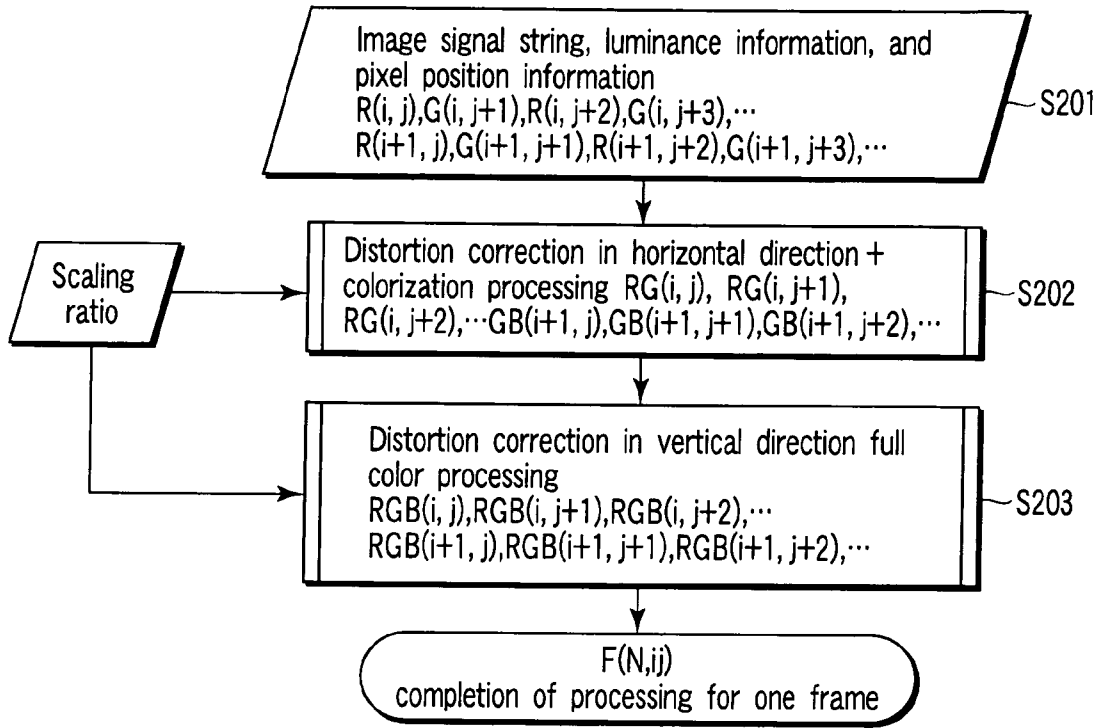 Image signal string, luminance information, and
pixel position information
R(i, j),G(i, j+1),R(i, j+2),G(i, j+3),···
R(i+1, j),G(i+1, j+1),R(i+1, j+2),G(i+1, j+3),···
S201
Scaling
ratio
Distortion correction in horizontal direction +
colorization processing RG(i, j), RG(i, j+1),
RG(i, j+2),···GB(i+1, j),GB(i+1, j+1),GB(i+1, j+2),···
S202
Distortion correction in vertical direction full
color processing
RGB(i, j),RGB(i, j+1),RGB(i, j+2),···
RGB(i+1, j),RGB(i+1, j+1),RGB(i+1, j+2),···
S203
F(N,ij)
completion of processing for one frame